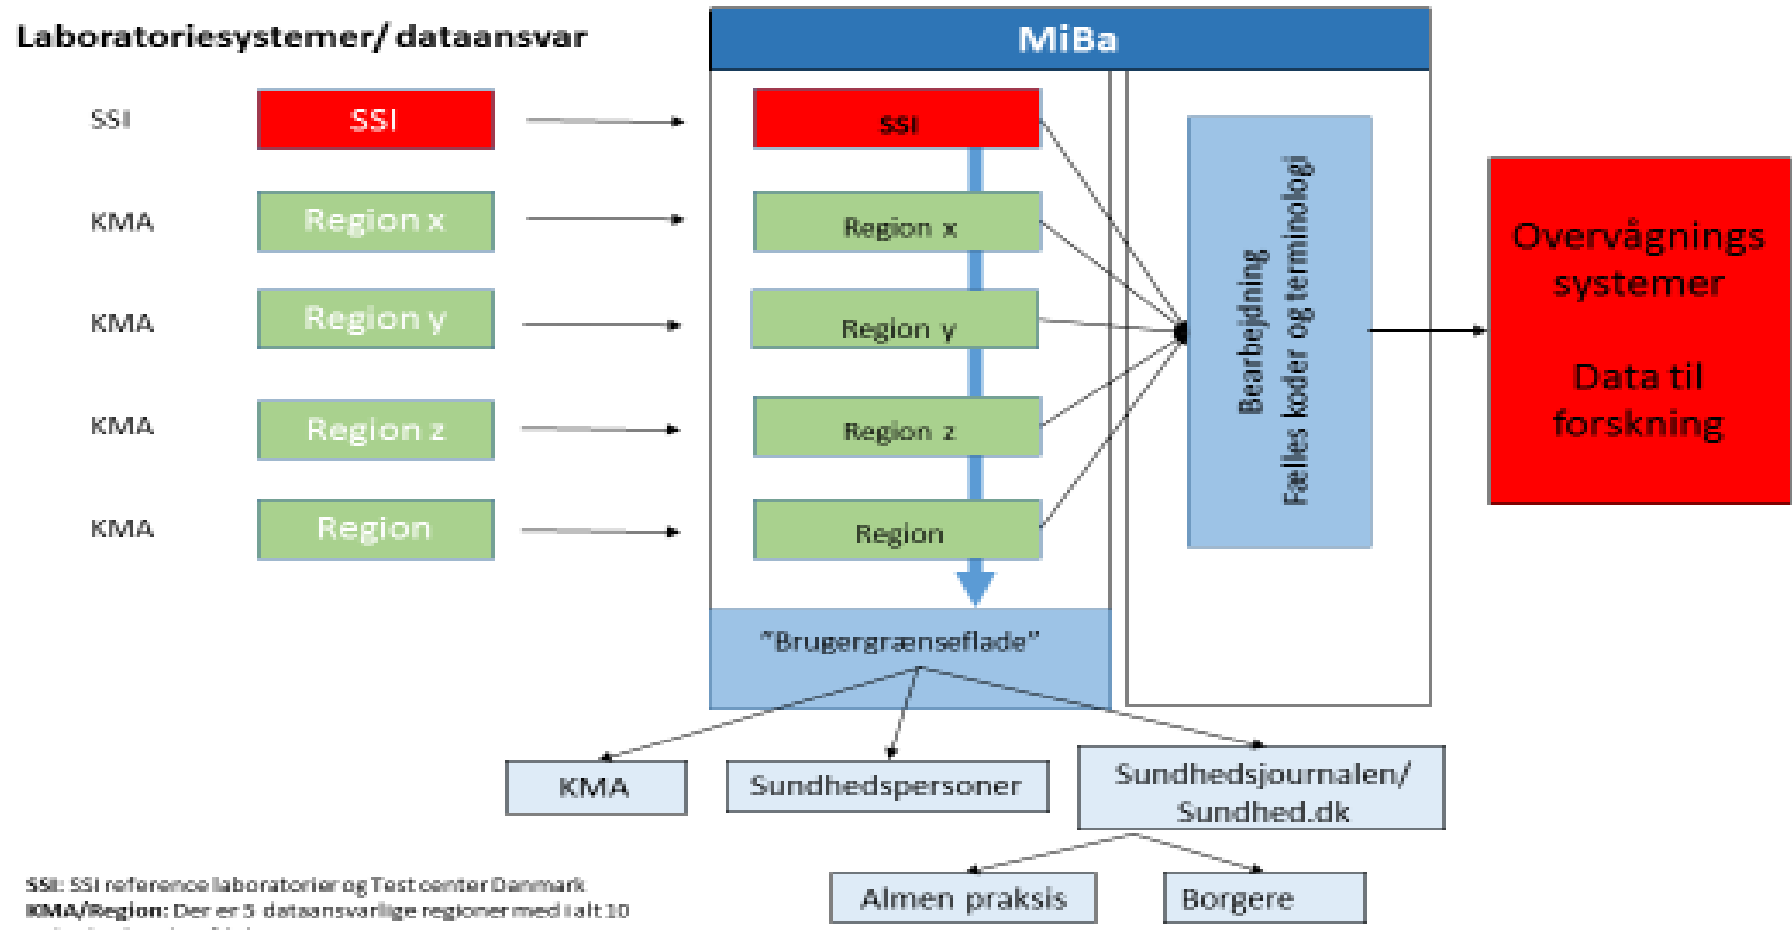 Laboratoriesystemer/ dataansvar
MiBa
SSI
SSI
SSI
KMA
Region x
Region x
KMA
Region y
Region y
KMA
Region z
Region z
KMA
Region
Region
Bearbejdning
Fælles koder og terminologi
Overvågnings
systemer
Data til
forskning
"Brugergrænseflade"
KMA
Sundhedspersoner
Sundhedsjournalen/
Sundhed.dk
Almen praksis
Borgere
SSI: SSI reference laboratorier og Test center Danmark
KMA/Region: Der er 5 dataansvarlige regioner med i alt 10